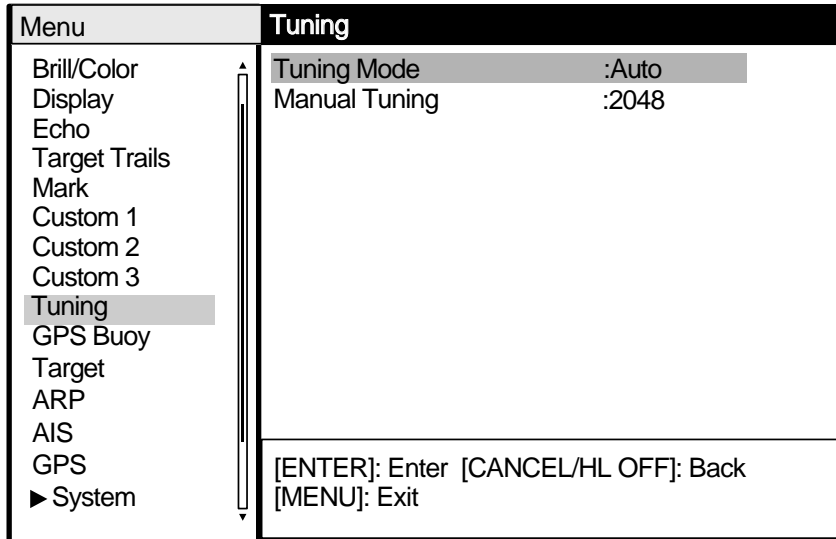 Menu
Brill/Color
Display
Echo
Target Trails
Mark
Custom 1
Custom 2
Custom 3
Tuning
GPS Buoy
Target
ARP
AIS
GPS
▶System
Tuning
Tuning Mode :Auto
Manual Tuning :2048
[ENTER]: Enter [CANCEL/HL OFF]: Back
[MENU]: Exit